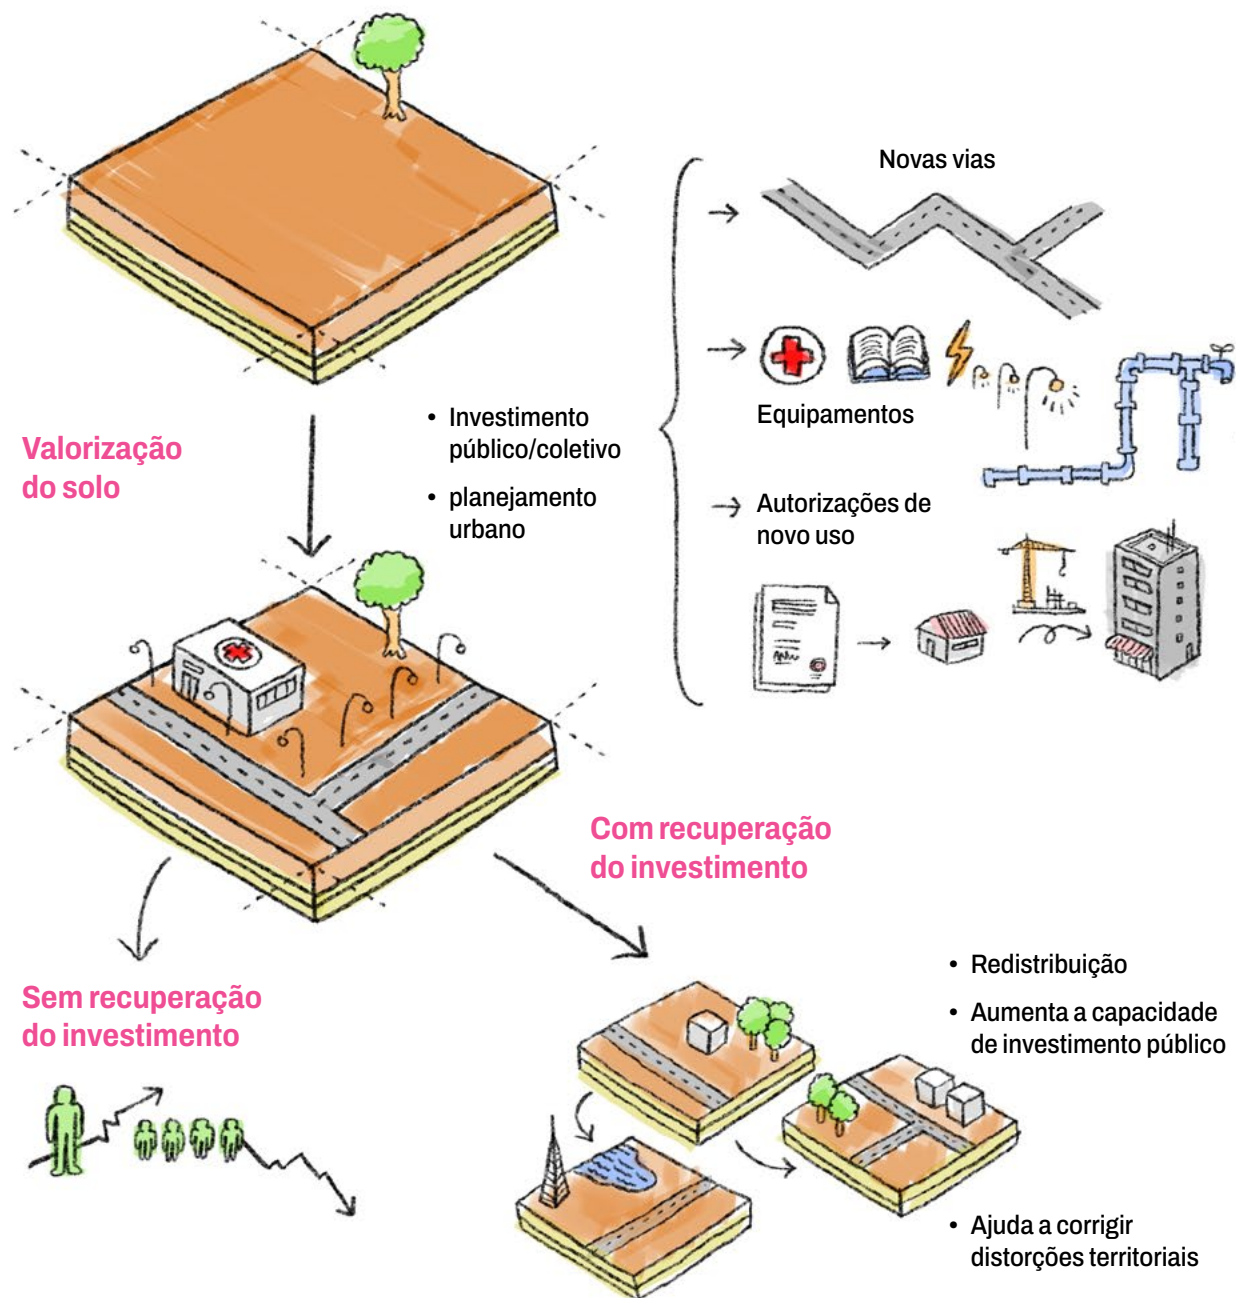 Novas vias
Equipamentos
Autorizações de
novo uso
• Investimento
público/coletivo
• planejamento
urbano
Valorização
do solo
Com recuperação
do investimento
Sem recuperação
do investimento
• Redistribuição
• Aumenta a capacidade
de investimento público
• Ajuda a corrigir
distorções territoriais